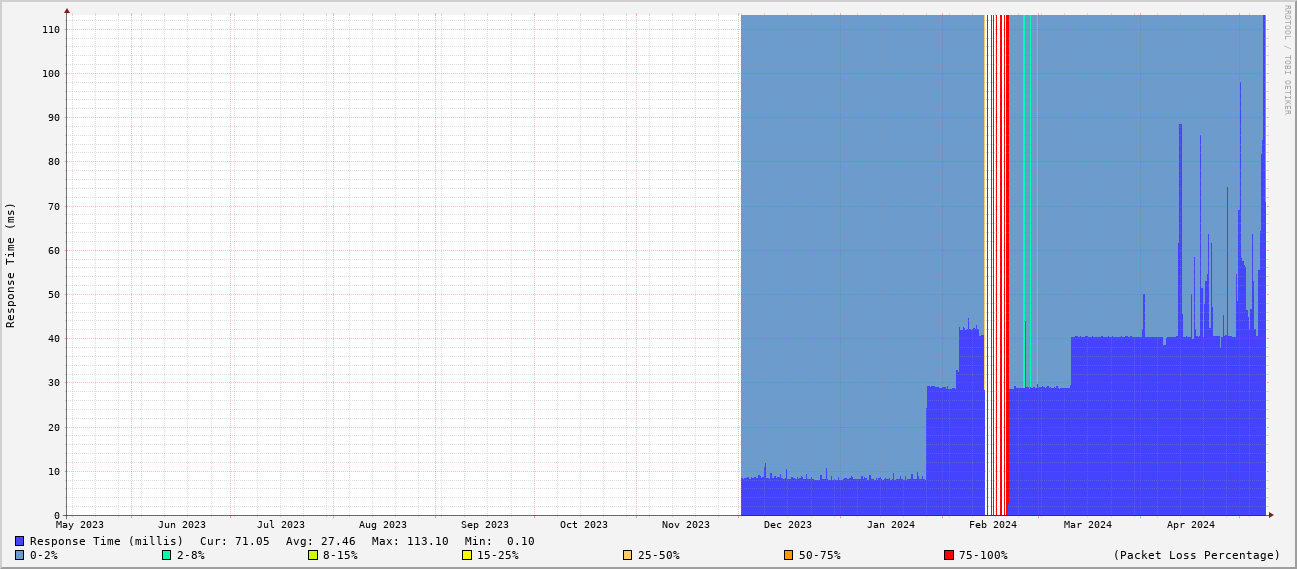 RRDTOOL / TOBI OETIKER
Response Time (ms)
110
100
90
80
70
60
50
40
30
20
10
0
May 2023 Jun 2023 Jul 2023 Aug 2023 Sep 2023 Oct 2023 Nov 2023 Dec 2023 Jan 2024 Feb 2024 Mar 2024 Apr 2024
Response Time (millis) Cur: 71.05 Avg: 27.46 Max: 113.10 Min: 0.10
0-2% 2-8% 8-15% 15-25% 25-50% 50-75% 75-100% (Packet Loss Percentage)